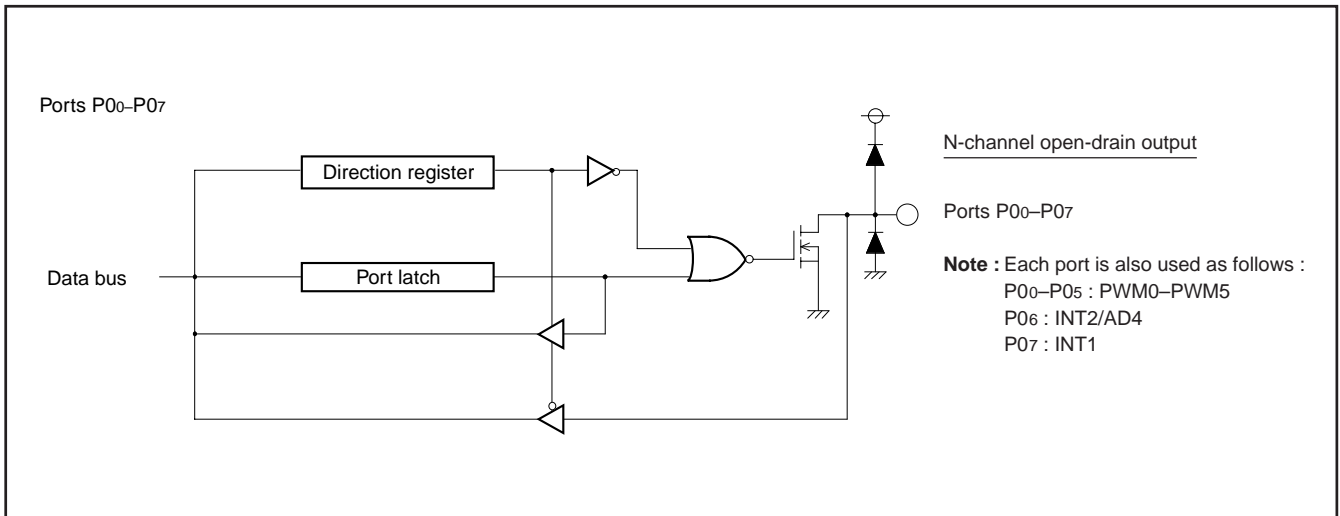 Ports P00–P07
Direction register
N-channel open-drain output
Ports P00–P07
Data bus
Port latch
Note : Each port is also used as follows :
P00–P05 : PWM0–PWM5
P06 : INT2/AD4
P07 : INT1